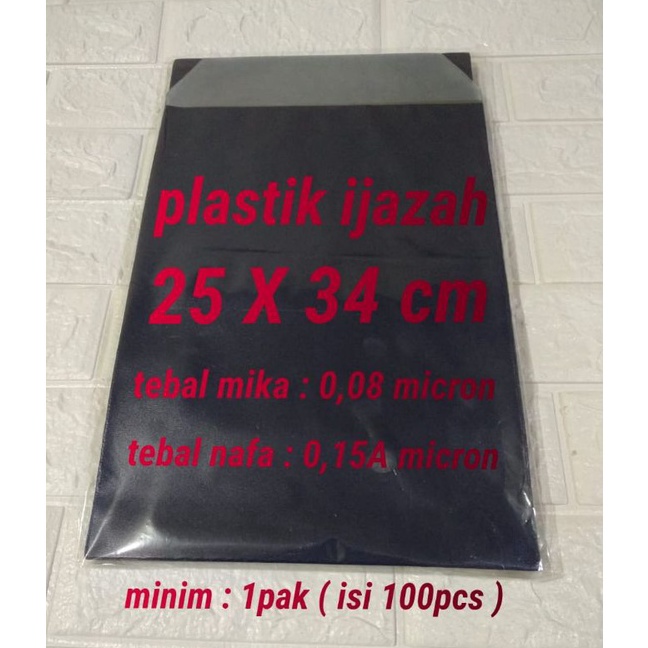 plastik ijazah
25 X 34 cm
tebal mika : 0,08 micron
tebal nafa : 0,15A micron
minim : 1pak ( isi 100pcs )